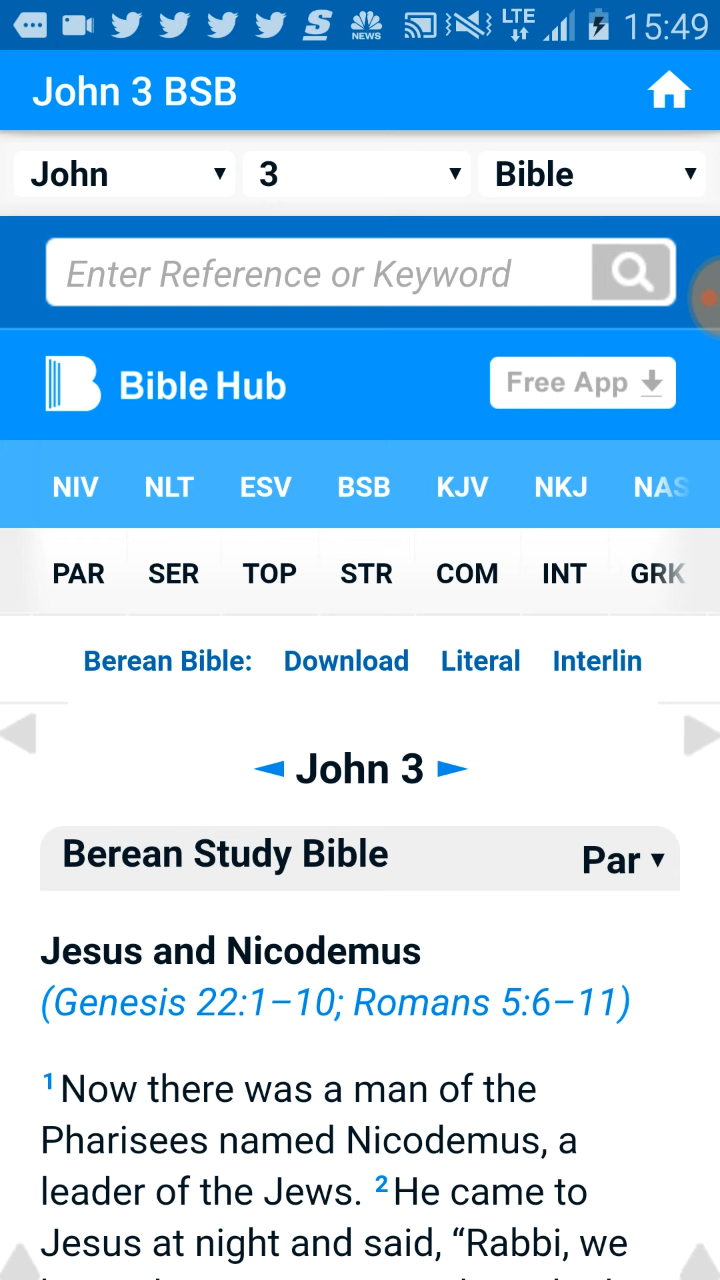 NEWS LTE 15:49
John 3 BSB
John 3 Bible
Enter Reference or Keyword
Bible Hub Free App
NIV NLT ESV BSB KJV NKJ NAS
PAR SER TOP STR COM INT GRK
Berean Bible: Download Literal Interlin
John 3
Berean Study Bible Par
Jesus and Nicodemus
(Genesis 22:1–10; Romans 5:6–11)
1 Now there was a man of the
Pharisees named Nicodemus, a
leader of the Jews. 2 He came to
Jesus at night and said, “Rabbi, we